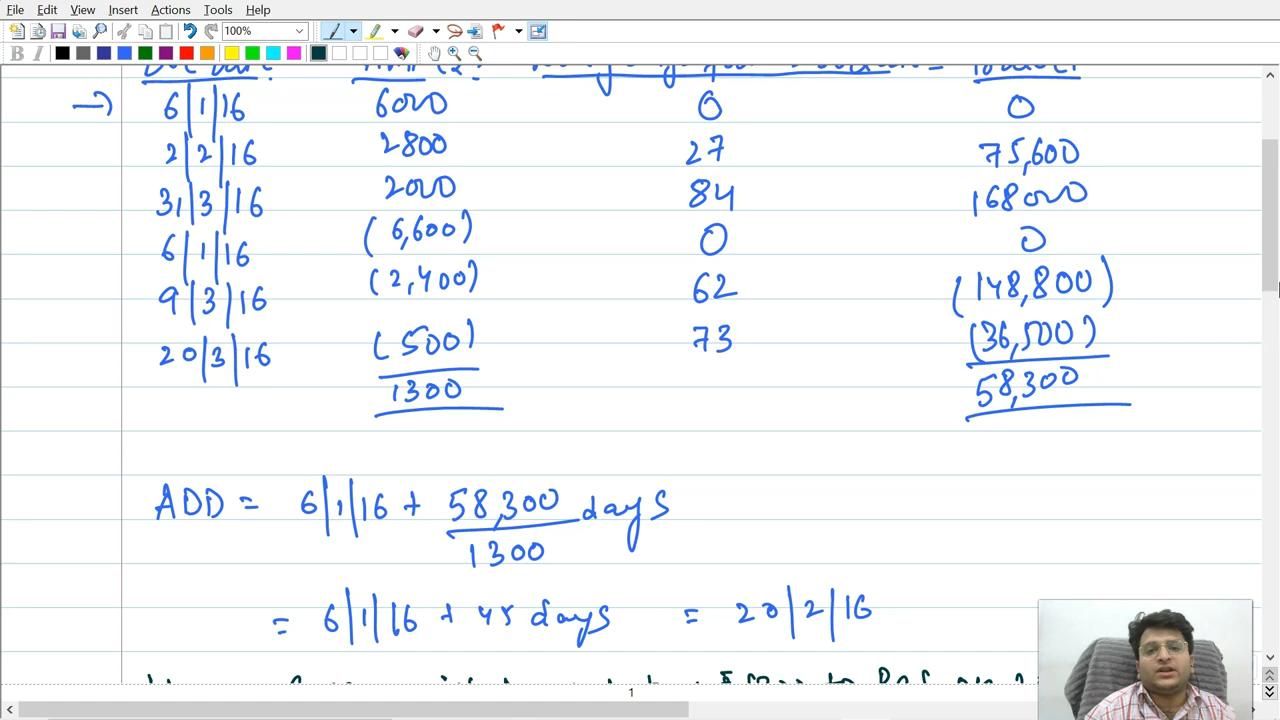 File Edit View Insert Actions Tools Help
100%
B I
6|1|16 6000 0 0
2|2|16 2800 27 75,600
31|3|16 2000 84 168000
6|1|16 (6,600) 0 0
9|3|16 (2,400) 62 (148,800)
20|3|16 (500) 73 (36,500)
1300 58,300
ADD = 6|1|16 + 58,300 days
1300
= 6|1|16 + 45 days = 20|2|16
1